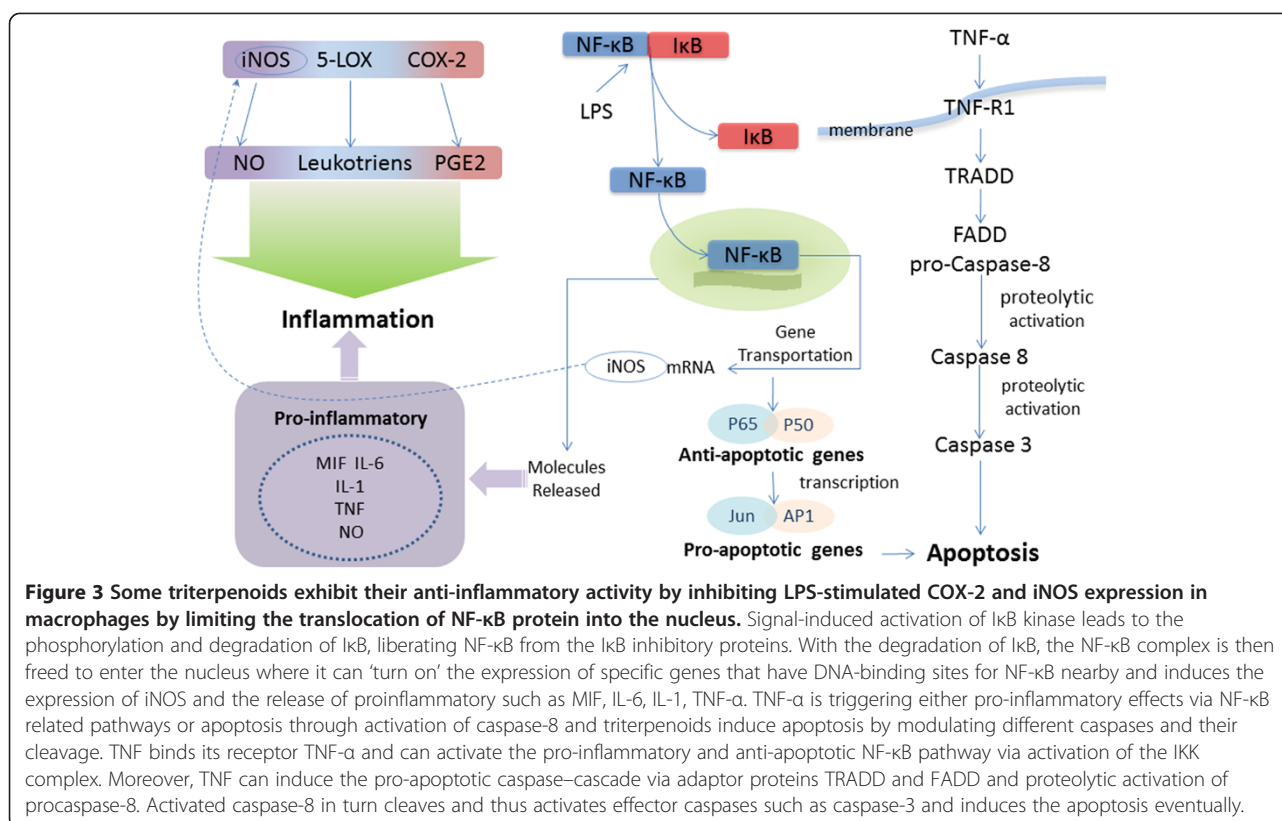 iNOS 5-LOX COX-2
NO Leukotriens PGE2
Inflammation
Pro-inflammatory
MIF IL-6
IL-1
TNF
NO
NF-κB IκB
LPS
IκB
NF-κB
NF-κB
Gene
Transportation
iNOS mRNA
P65 P50
Anti-apoptotic genes
transcription
Jun AP1
Pro-apoptotic genes
Molecules
Released
TNF-α
membrane
TNF-R1
TRADD
FADD
pro-Caspase-8
proteolytic
activation
Caspase 8
proteolytic
activation
Caspase 3
Apoptosis
Figure 3 Some triterpenoids exhibit their anti-inflammatory activity by inhibiting LPS-stimulated COX-2 and iNOS expression in
macrophages by limiting the translocation of NF-κB protein into the nucleus. Signal-induced activation of IκB kinase leads to the
phosphorylation and degradation of IκB, liberating NF-κB from the IκB inhibitory proteins. With the degradation of IκB, the NF-κB complex is then
freed to enter the nucleus where it can ‘turn on’ the expression of specific genes that have DNA-binding sites for NF-κB nearby and induces the
expression of iNOS and the release of proinflammatory such as MIF, IL-6, IL-1, TNF-α. TNF-α is triggering either pro-inflammatory effects via NF-κB
related pathways or apoptosis through activation of caspase-8 and triterpenoids induce apoptosis by modulating different caspases and their
cleavage. TNF binds its receptor TNF-α and can activate the pro-inflammatory and anti-apoptotic NF-κB pathway via activation of the IKK
complex. Moreover, TNF can induce the pro-apoptotic caspase–cascade via adaptor proteins TRADD and FADD and proteolytic activation of
procaspase-8. Activated caspase-8 in turn cleaves and thus activates effector caspases such as caspase-3 and induces the apoptosis eventually.